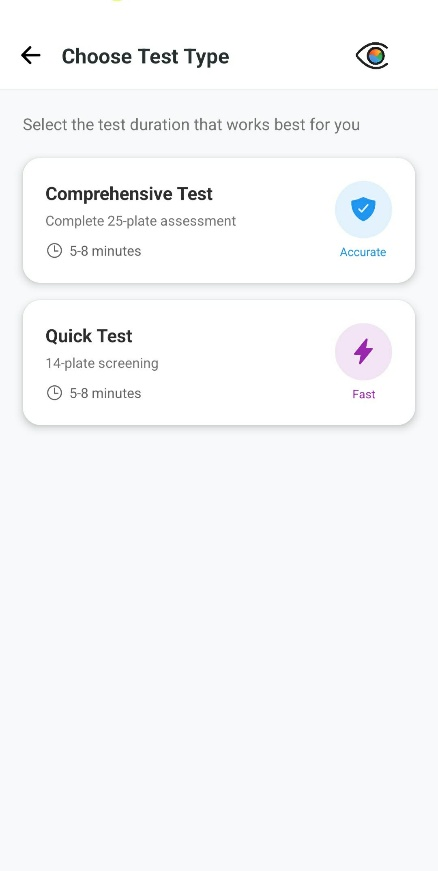 Choose Test Type
Select the test duration that works best for you
Comprehensive Test
Complete 25-plate assessment
5-8 minutes
Accurate
Quick Test
14-plate screening
5-8 minutes
Fast